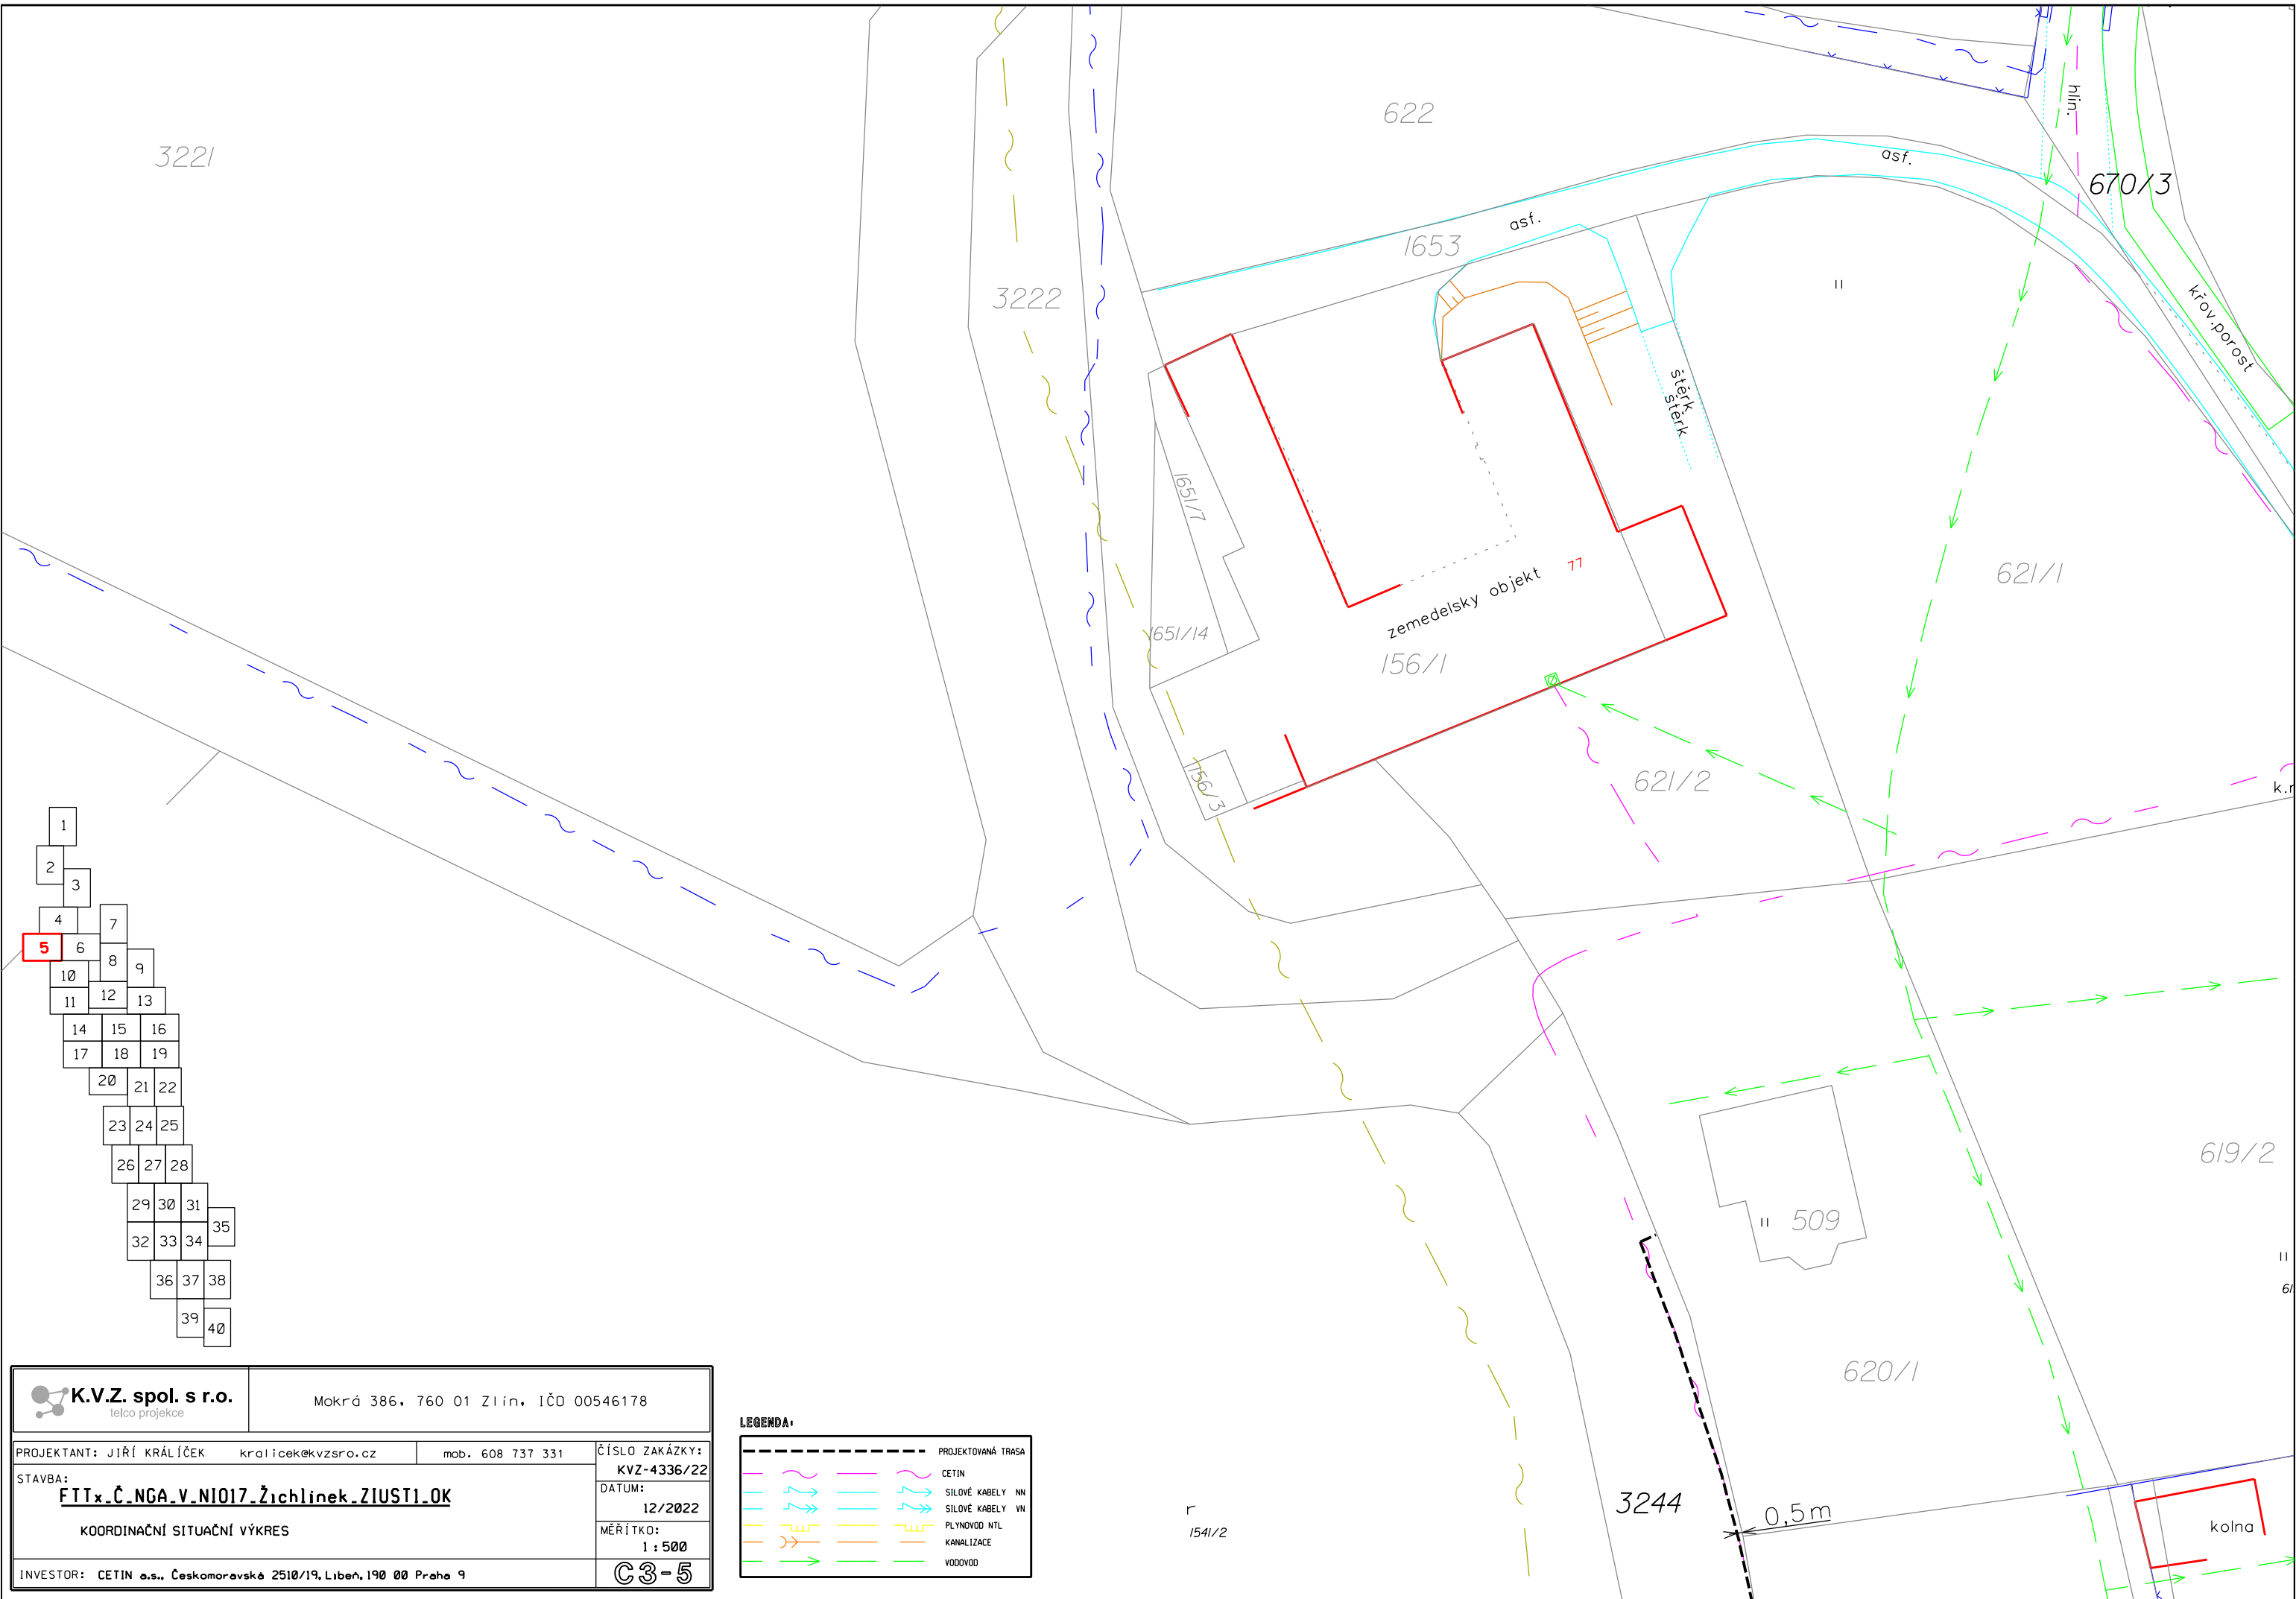 3221
622
hlin.
asf.
670/3
asf.
1653
3222
křov.porost
štěrk
štěrk
1651/7
621/1
77
zemedelsky objekt
1651/14
156/1
621/2
156/3
1
2
3
4
7
5
6
8
9
10
11
12
13
14
15
16
17
18
19
20
21
22
23
24
25
26
27
28
29
30
31
35
32
33
34
36
37
38
39
40
619/2
509
620/1
3244
0,5m
kolna
r
1541/2
K.V.Z. spol. s r.o.
telco projekce
Mokrá 386, 760 01 Zlín, IČO 00546178
PROJEKTANT: JIŘÍ KRÁLÍČEK kralicek@kvzsro.cz mob. 608 737 331
ČÍSLO ZAKÁZKY:
KVZ-4336/22
STAVBA:
FTTx_Č_NGA_V_NI017_Žichlínek_ZIUST1_OK
KOORDINAČNÍ SITUAČNÍ VÝKRES
DATUM:
12/2022
MĚŘÍTKO:
1:500
INVESTOR: CETIN a.s., Českomoravská 2510/19, Libeň, 190 00 Praha 9
C3-5
LEGENDA:
PROJEKTOVANÁ TRASA
CETIN
SILOVÉ KABELY NN
SILOVÉ KABELY VN
PLYNOVOD NTL
KANALIZACE
VODOVOD